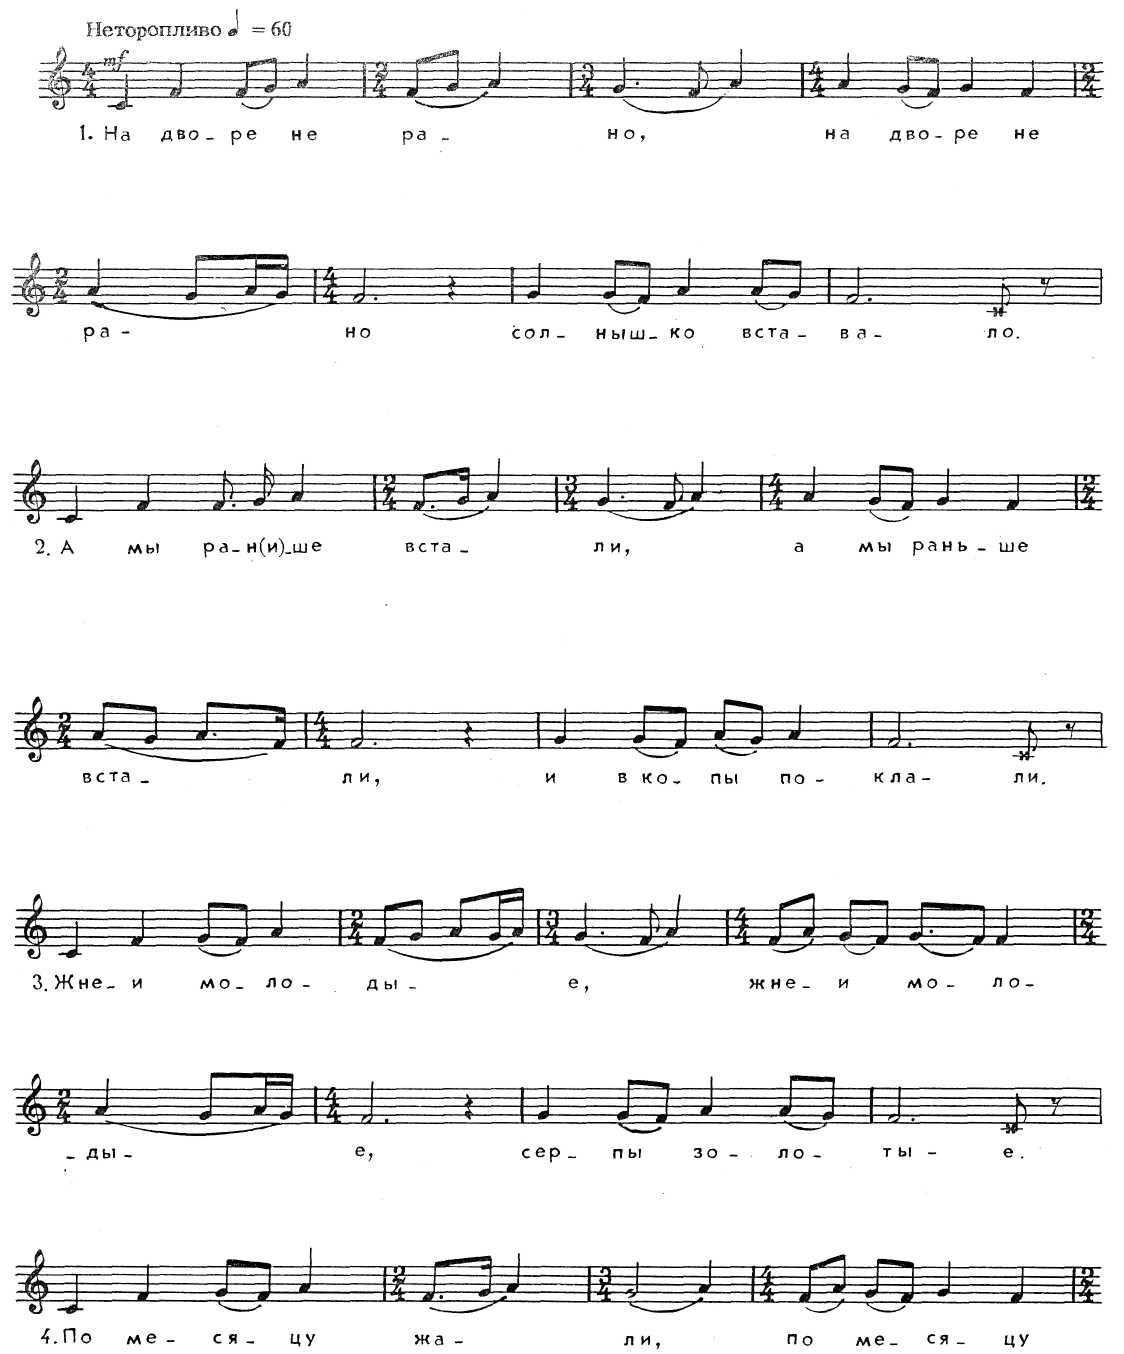 Неторопливо = 60
mf
1. На дво - ре не ра - но, на дво - ре не
ра - но сол - ныш - ко вста - ва - ло.
2. А мы ра - н(и) - ше вста - ли, а мы рань - ше
вста - ли, и в ко - пы по - кла - ли.
3. Жне - и мо - ло - ды - е, жне - и мо - ло -
- ды - е, сер - пы зо - ло - ты - е.
4. По ме - ся - цу жа - ли, по ме - ся - цу